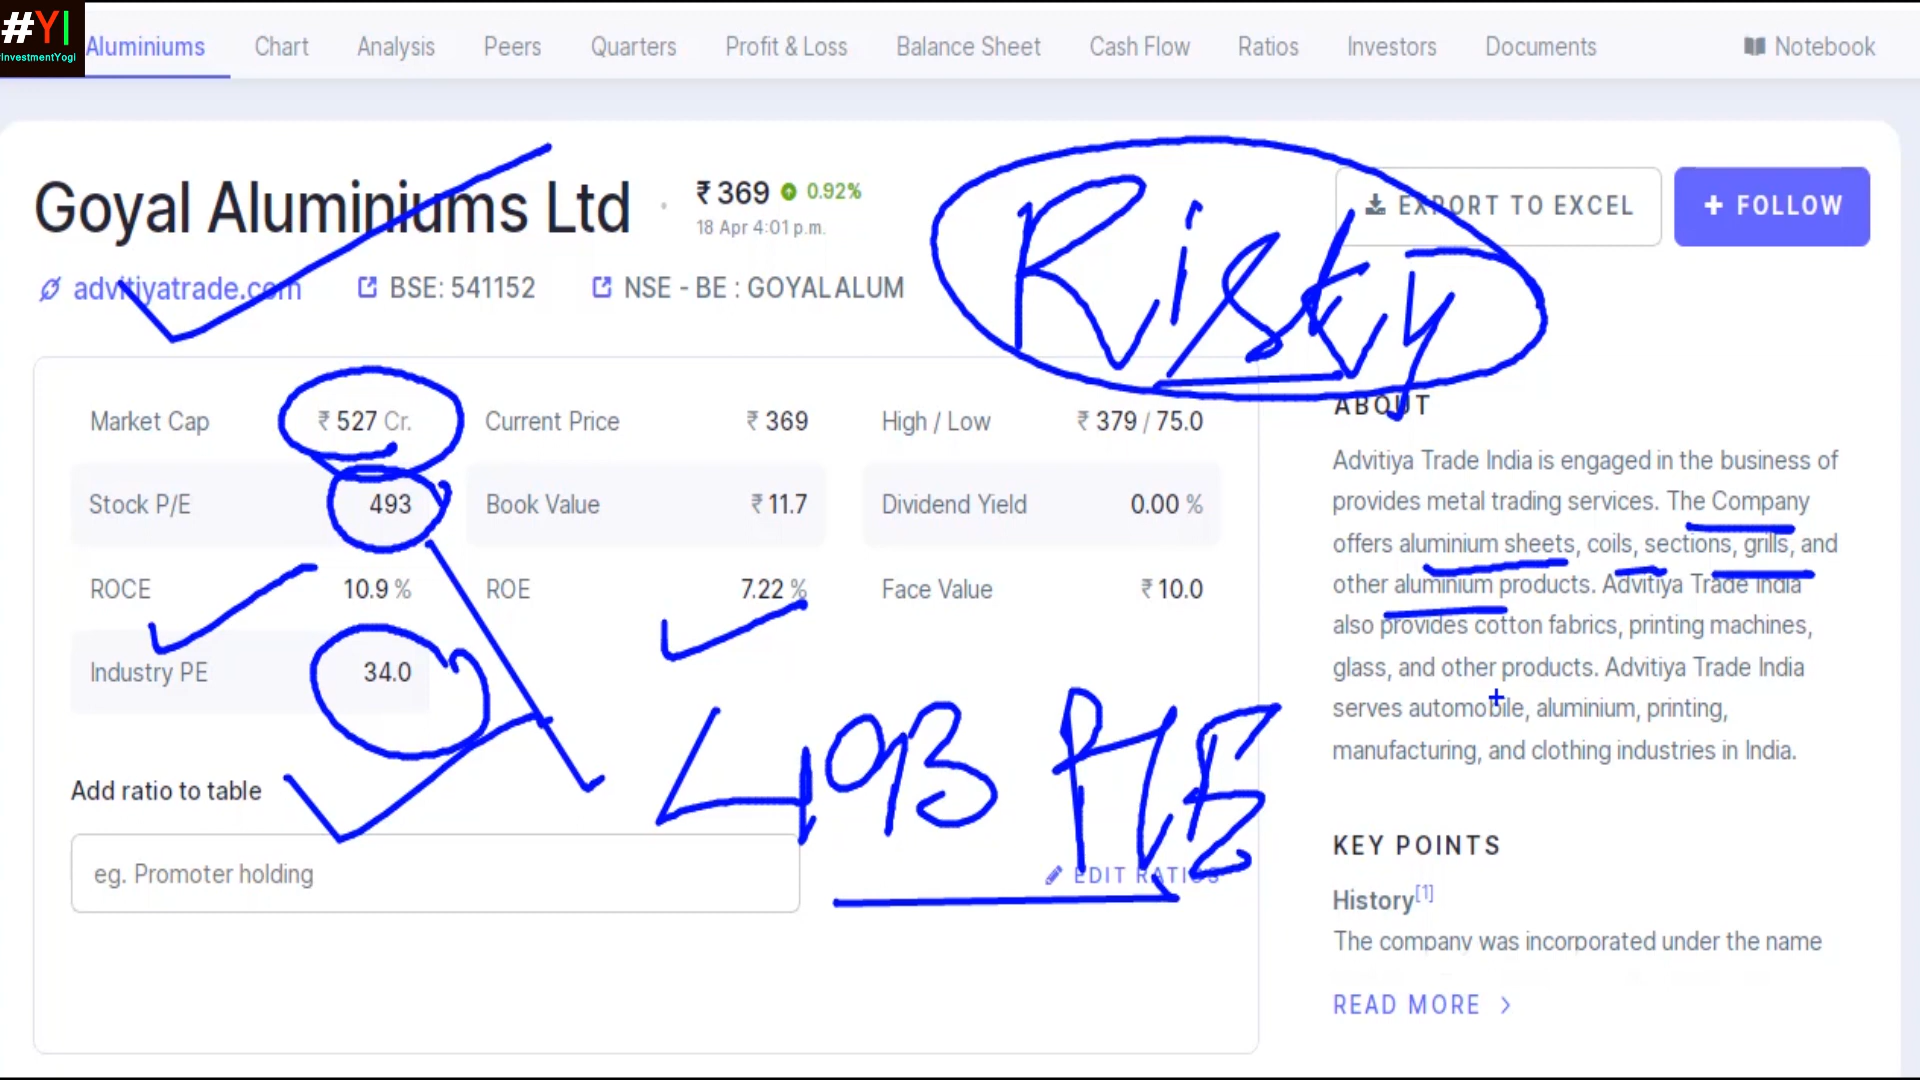 #YI
InvestmentYogi
Aluminiums Chart Analysis Peers Quarters Profit & Loss Balance Sheet Cash Flow Ratios Investors Documents Notebook
Goyal Aluminiums Ltd · ₹ 369 0.92%
18 Apr 4:01 p.m.
EXPORT TO EXCEL + FOLLOW
Risky
advitiyatrade.com BSE: 541152 NSE - BE : GOYALALUM
Market Cap ₹ 527 Cr. Current Price ₹ 369 High / Low ₹ 379 / 75.0
Stock P/E 493 Book Value ₹ 11.7 Dividend Yield 0.00 %
ROCE 10.9 % ROE 7.22 % Face Value ₹ 10.0
Industry PE 34.0
493 P/E
Add ratio to table
eg. Promoter holding
EDIT RATIOS
ABOUT
Advitiya Trade India is engaged in the business of
provides metal trading services. The Company
offers aluminium sheets, coils, sections, grills, and
other aluminium products. Advitiya Trade India
also provides cotton fabrics, printing machines,
glass, and other products. Advitiya Trade India
serves automobile, aluminium, printing,
manufacturing, and clothing industries in India.
KEY POINTS
History[1]
The company was incorporated under the name
READ MORE >